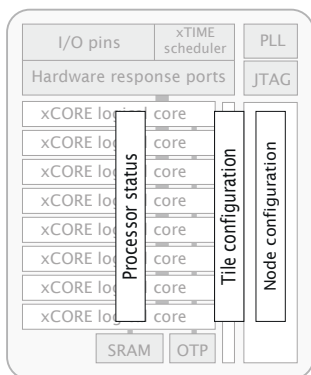 I/O pins
xTIME
scheduler
PLL
Hardware response ports
JTAG
xCORE logical core
xCORE logical core
xCORE logical core
xCORE logical core
xCORE logical core
xCORE logical core
xCORE logical core
xCORE logical core
Processor status
Tile configuration
Node configuration
SRAM
OTP